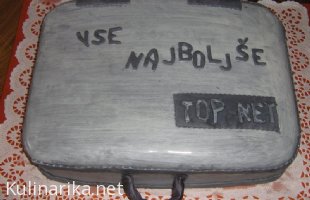 VSE
NAJBOLJŠE
TOP NET
Kulinarika.net